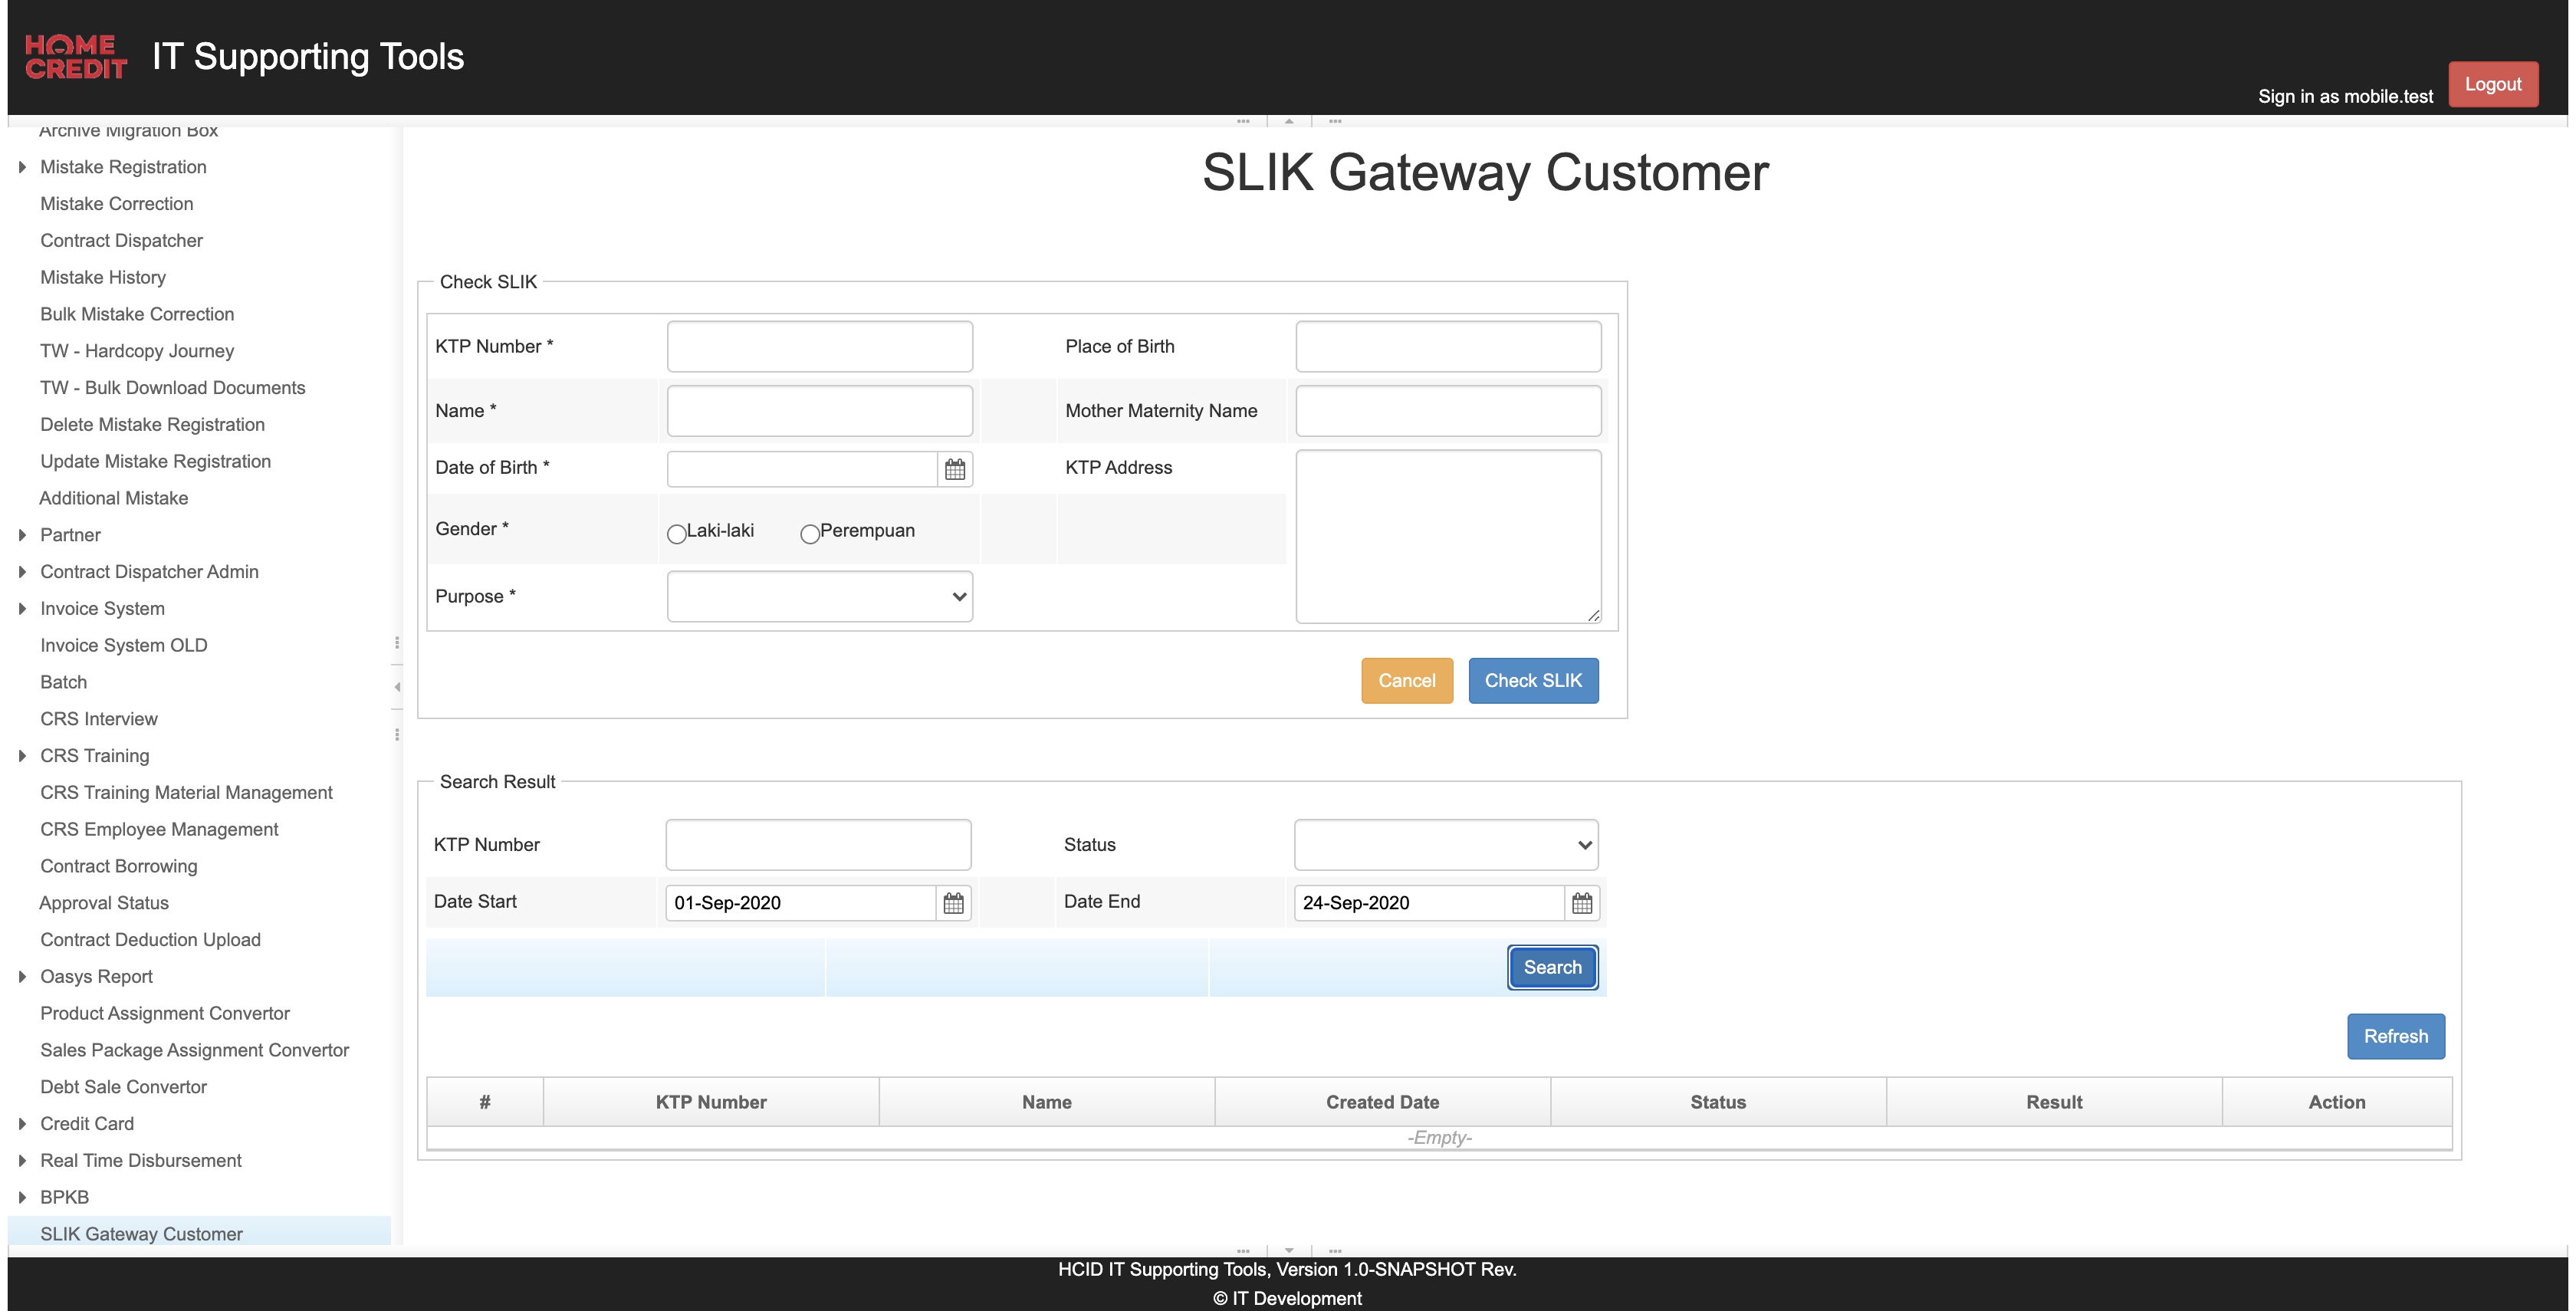 HOME
CREDIT
IT Supporting Tools
Sign in as mobile.test
Logout
Archive Migration Box
Mistake Registration
Mistake Correction
Contract Dispatcher
Mistake History
Bulk Mistake Correction
TW - Hardcopy Journey
TW - Bulk Download Documents
Delete Mistake Registration
Update Mistake Registration
Additional Mistake
Partner
Contract Dispatcher Admin
Invoice System
Invoice System OLD
Batch
CRS Interview
CRS Training
CRS Training Material Management
CRS Employee Management
Contract Borrowing
Approval Status
Contract Deduction Upload
Oasys Report
Product Assignment Convertor
Sales Package Assignment Convertor
Debt Sale Convertor
Credit Card
Real Time Disbursement
BPKB
SLIK Gateway Customer
SLIK Gateway Customer
Check SLIK
KTP Number * Place of Birth
Name * Mother Maternity Name
Date of Birth * KTP Address
Gender * Laki-laki Perempuan
Purpose *
Cancel Check SLIK
Search Result
KTP Number Status
Date Start 01-Sep-2020 Date End 24-Sep-2020
Search
Refresh
# KTP Number Name Created Date Status Result Action
-Empty-
HCID IT Supporting Tools, Version 1.0-SNAPSHOT Rev.
© IT Development